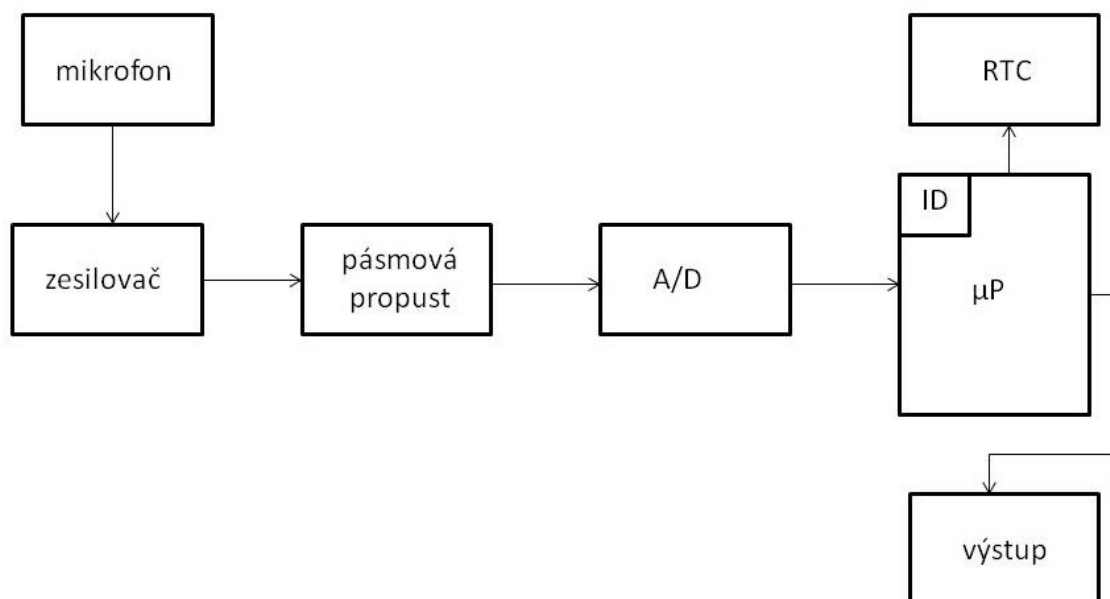 mikrofon
RTC
zesilovač
pásmová
propust
A/D
ID
µP
výstup